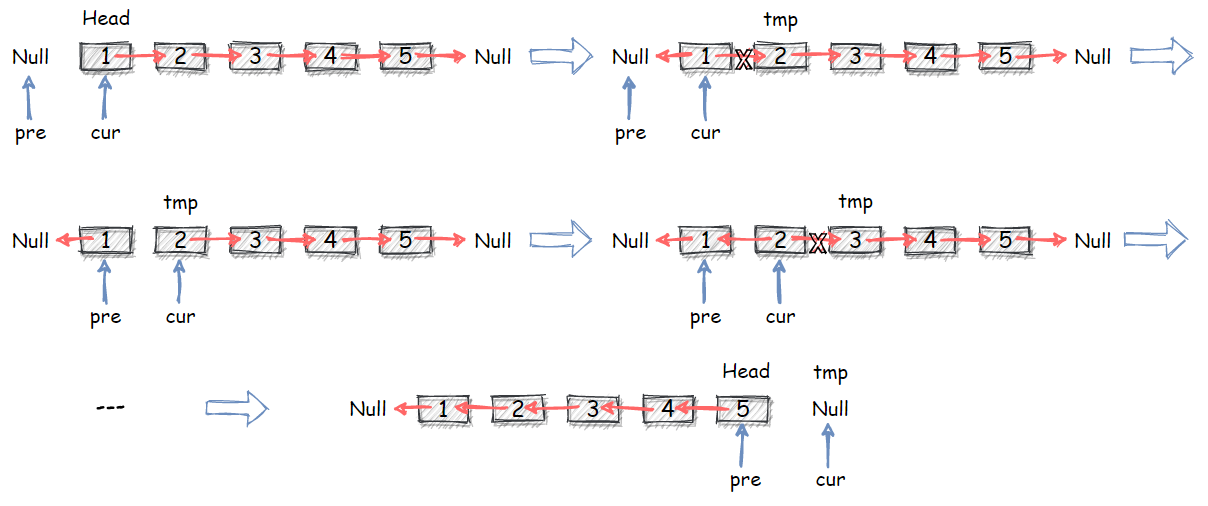 Head
tmp
Null 1 2 3 4 5 Null
Null 1 X 2 3 4 5 Null
pre cur
pre cur
tmp
tmp
Null 1 2 3 4 5 Null
Null 1 2 X 3 4 5 Null
pre cur
pre cur
Head tmp
--- Null 1 2 3 4 5 Null
pre cur